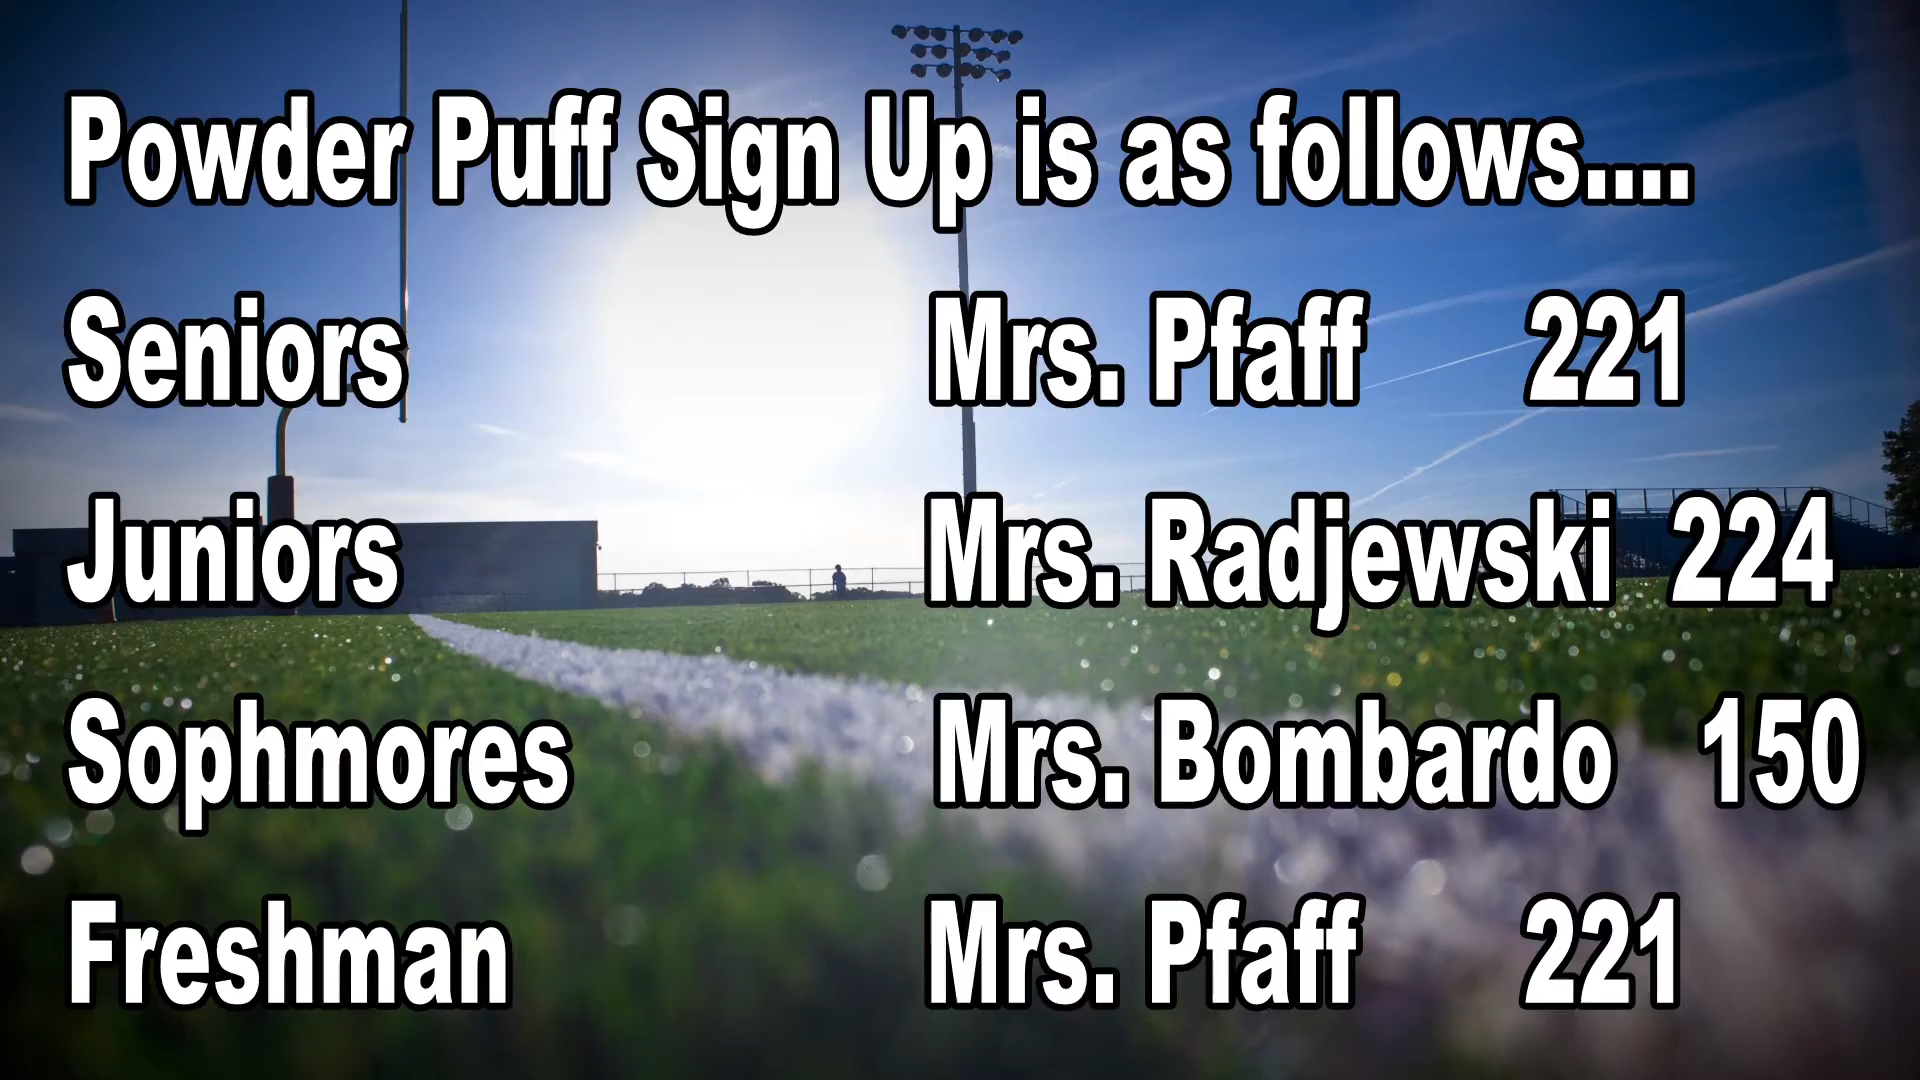 Powder Puff Sign Up is as follows....
Seniors Mrs. Pfaff 221
Juniors Mrs. Radjewski 224
Sophmores Mrs. Bombardo 150
Freshman Mrs. Pfaff 221